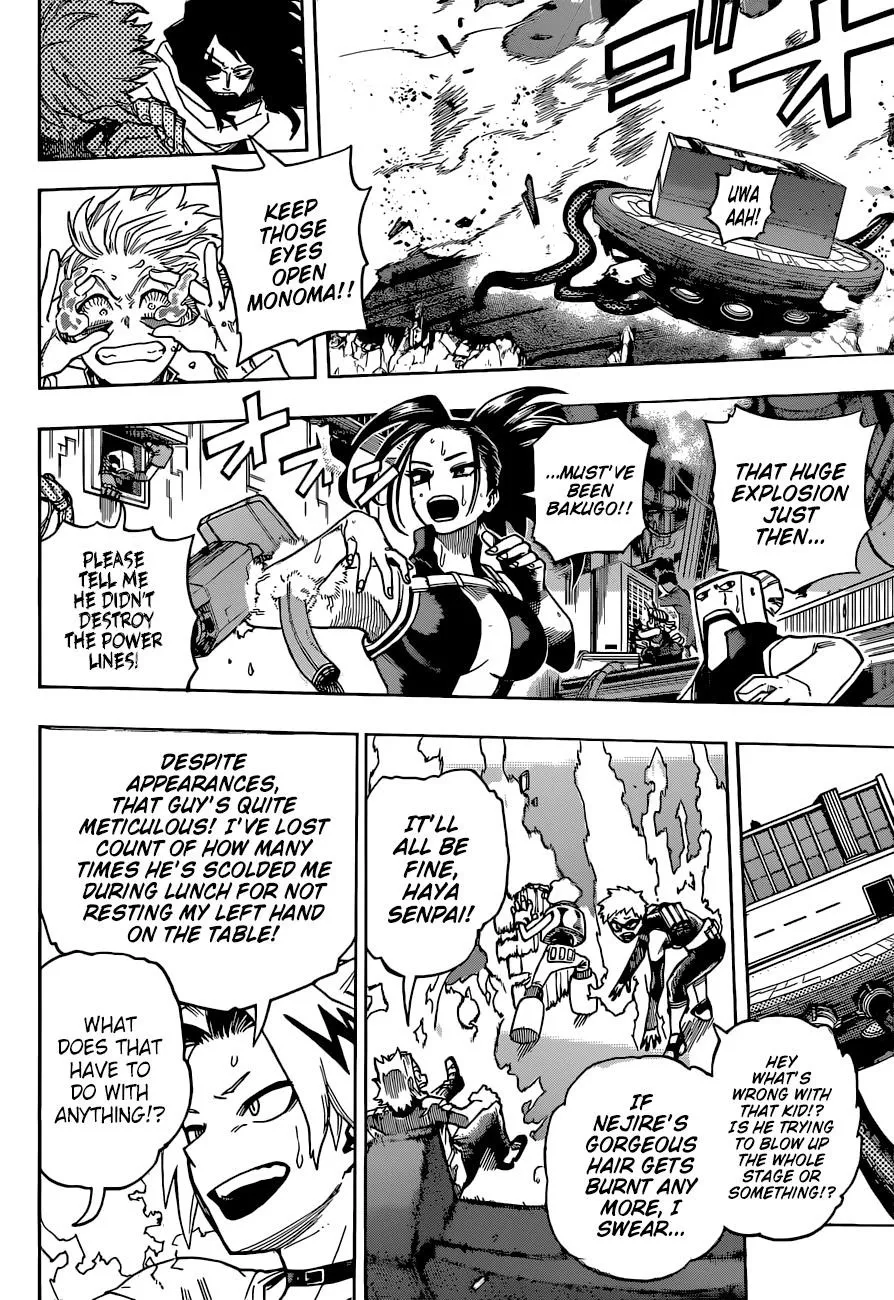 UWA
AAH!
KEEP
THOSE
EYES
OPEN
MONOMA!!
THAT HUGE
EXPLOSION
JUST
THEN...
...MUST'VE
BEEN
BAKUGO!!
オオ
PLEASE
TELL ME
HE DIDN'T
DESTROY
THE POWER
LINES!
HEY
WHAT'S
WRONG WITH
THAT KID!?
IS HE TRYING
TO BLOW UP
THE WHOLE
STAGE OR
SOMETHING!?
IF
NEJIRE'S
GORGEOUS
HAIR GETS
BURNT ANY
MORE, I
SWEAR...
IT'LL
ALL BE
FINE,
HAYA
SENPAI!
DESPITE
APPEARANCES,
THAT GUY'S QUITE
METICULOUS! I'VE LOST
COUNT OF HOW MANY
TIMES HE'S SCOLDED ME
DURING LUNCH FOR NOT
RESTING MY LEFT HAND
ON THE TABLE!
WHAT
DOES THAT
HAVE TO
DO WITH
ANYTHING!?